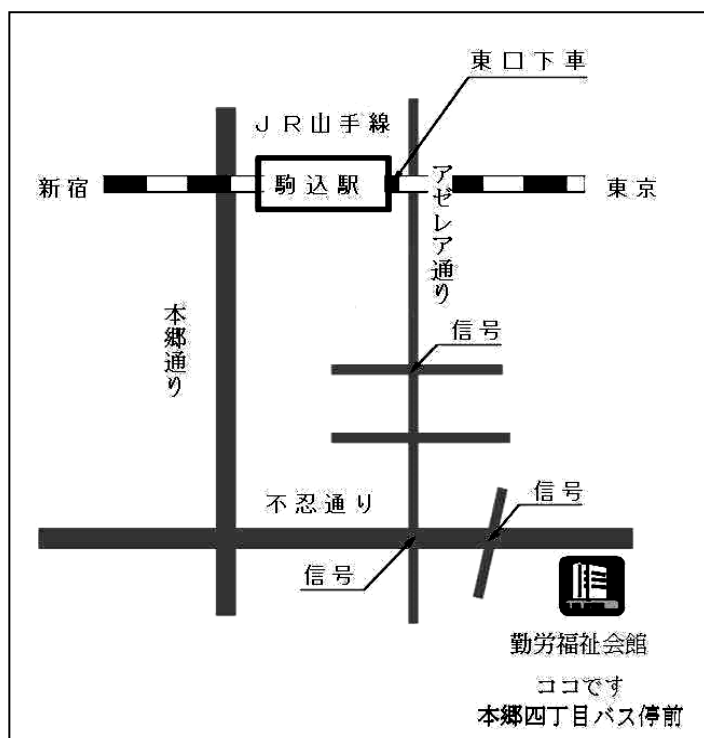 東口下車
JR山手線
新宿
駒込駅
東京
アゼレア通り
本郷通り
信号
不忍通り
信号
信号
勤労福祉会館
ココです
本郷四丁目バス停前